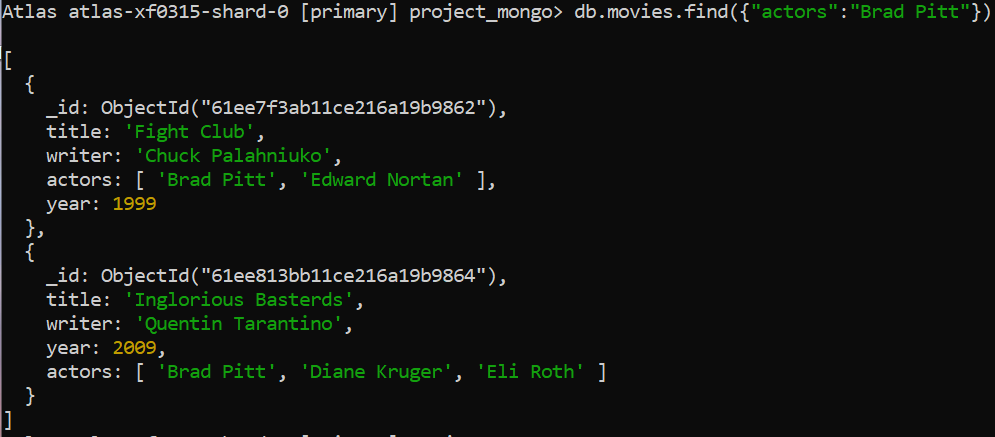 Atlas atlas-xf0315-shard-0 [primary] project_mongo> db.movies.find({"actors":"Brad Pitt"})
[
  {
    _id: ObjectId("61ee7f3ab11ce216a19b9862"),
    title: 'Fight Club',
    writer: 'Chuck Palahniuko',
    actors: [ 'Brad Pitt', 'Edward Nortan' ],
    year: 1999
  },
  {
    _id: ObjectId("61ee813bb11ce216a19b9864"),
    title: 'Inglorious Basterds',
    writer: 'Quentin Tarantino',
    year: 2009,
    actors: [ 'Brad Pitt', 'Diane Kruger', 'Eli Roth' ]
  }
]